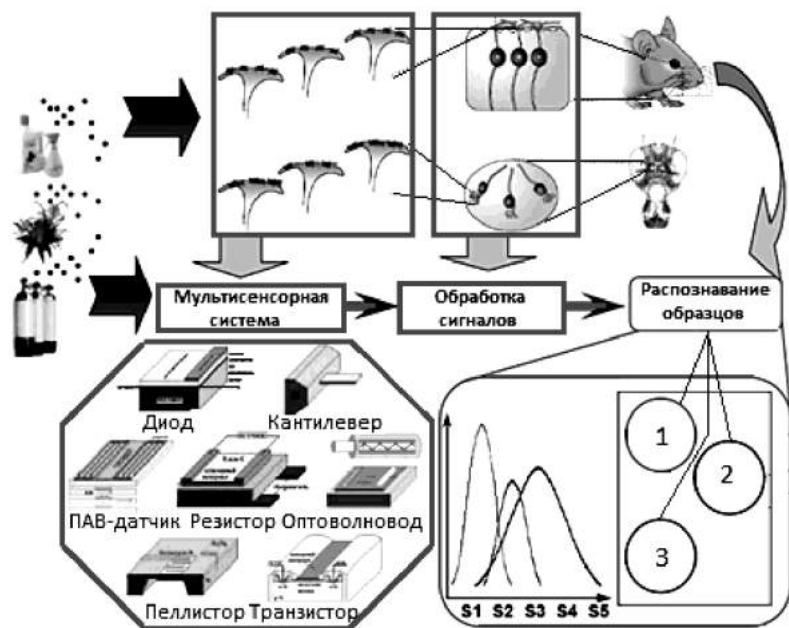 Мультисенсорная
система
Обработка
сигналов
Распознавание
образцов
Диод
Кантилевер
ПАВ-датчик Резистор Оптоволновод
Пеллистор Транзистор
1
2
3
S1 S2 S3 S4 S5